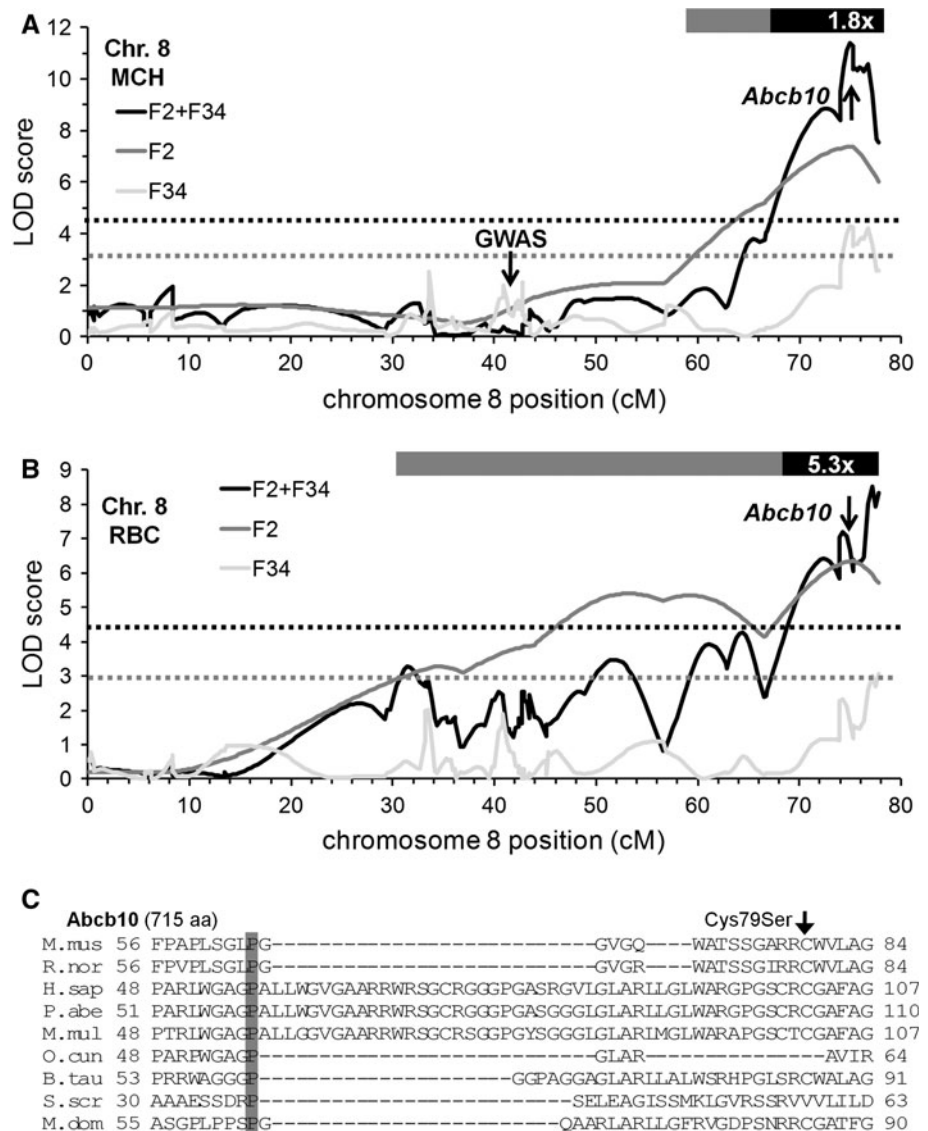 A
1.8x
Chr. 8
MCH
F2+F34
F2
F34
Abcb10
GWAS
LOD score
12
10
8
6
4
2
0
0 10 20 30 40 50 60 70 80
chromosome 8 position (cM)
B
5.3x
Chr. 8
RBC
F2+F34
F2
F34
Abcb10
LOD score
9
8
7
6
5
4
3
2
1
0
0 10 20 30 40 50 60 70 80
chromosome 8 position (cM)
C
Abcb10 (715 aa) Cys79Ser
M.mus 56 FPAPLSGLPG------------------------------GVGQ----WATSSGARRCWVLAG 84
R.nor 56 FPVPLSGLPG------------------------------GVGR----WATSSGIRRCWVLAG 84
H.sap 48 PARLWGAGPALLWGVGAARRWRSGCRGGGPGASRGVLGLARLLGLWARGPGSCRCGAFAG 107
P.abe 51 PARLWGAGPALLWGVGAARRWRSGCRGGGPGASGGGLGLARLLGLWARGPGSCRCGAFAG 110
M.mul 48 PTRLWGAGPALLGGVGAARRWRSGCRSGGPGYSGGGLGLARLMGLWARAPGSCTCGAFAG 107
O.cun 48 PARPWGAGP-------------------------------GLAR----------------AVIR 64
B.tau 53 PRRWAGGGP-----------------------GGPAGGAGLARLLALWSRHPGLSRCWALAG 91
S.scr 30 AAAESSDRP-----------------------------SELEAGISSMKLGVRSSRVVVLILD 63
M.dom 55 ASGPLPPSPG----------------------------QAARLARLLGFRVGDPSNRRCGATFG 90